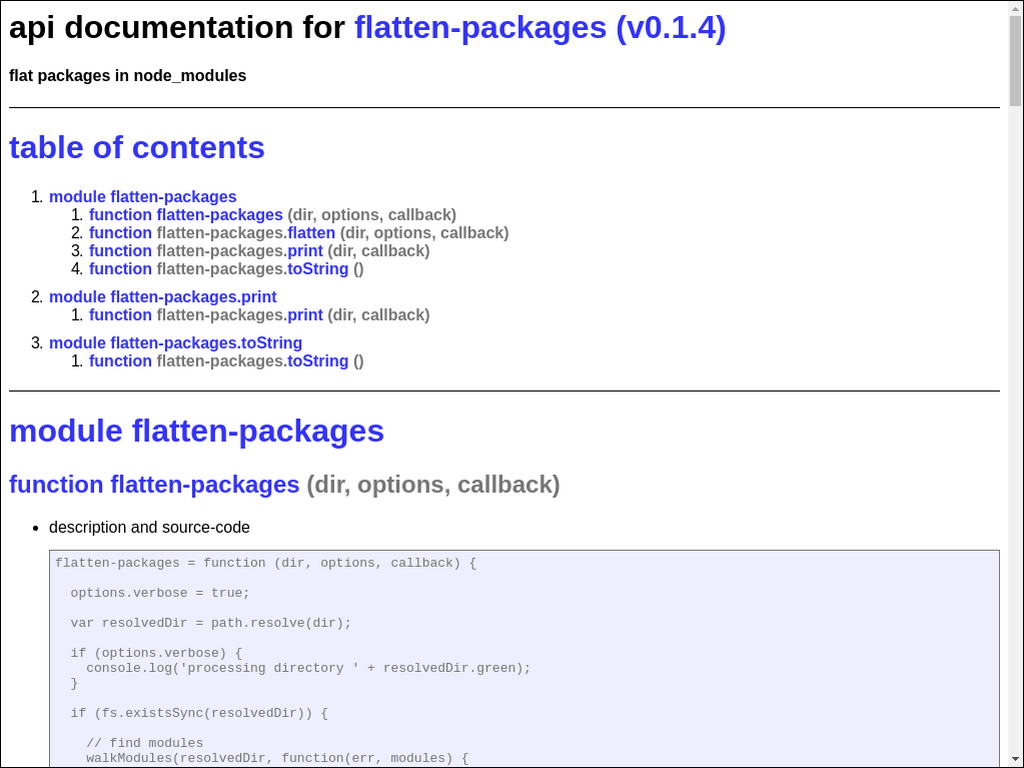 api documentation for flatten-packages (v0.1.4)
flat packages in node_modules
table of contents
1. module flatten-packages
1. function flatten-packages (dir, options, callback)
2. function flatten-packages.flatten (dir, options, callback)
3. function flatten-packages.print (dir, callback)
4. function flatten-packages.toString ()
2. module flatten-packages.print
1. function flatten-packages.print (dir, callback)
3. module flatten-packages.toString
1. function flatten-packages.toString ()
module flatten-packages
function flatten-packages (dir, options, callback)
• description and source-code
flatten-packages = function (dir, options, callback) {
options.verbose = true;
var resolvedDir = path.resolve(dir);
if (options.verbose) {
console.log('processing directory ' + resolvedDir.green);
}
if (fs.existsSync(resolvedDir)) {
// find modules
walkModules(resolvedDir, function(err, modules) {